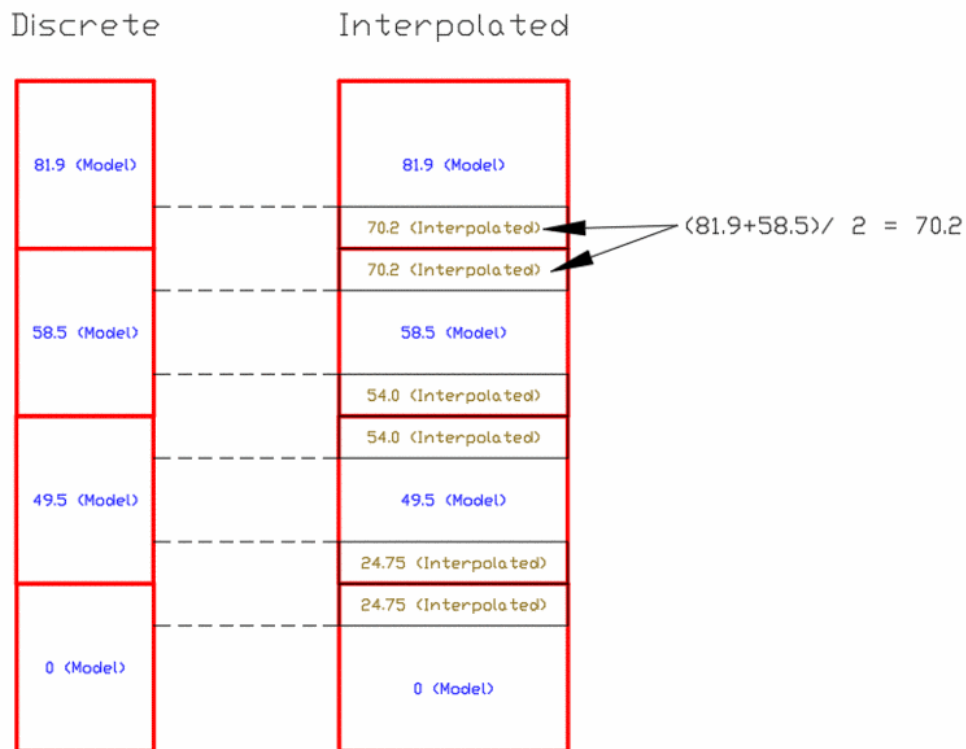 Discrete
Interpolated
81.9 (Model)
81.9 (Model)
70.2 (Interpolated)
(81.9+58.5)/ 2 = 70.2
70.2 (Interpolated)
58.5 (Model)
58.5 (Model)
54.0 (Interpolated)
54.0 (Interpolated)
49.5 (Model)
49.5 (Model)
24.75 (Interpolated)
24.75 (Interpolated)
0 (Model)
0 (Model)